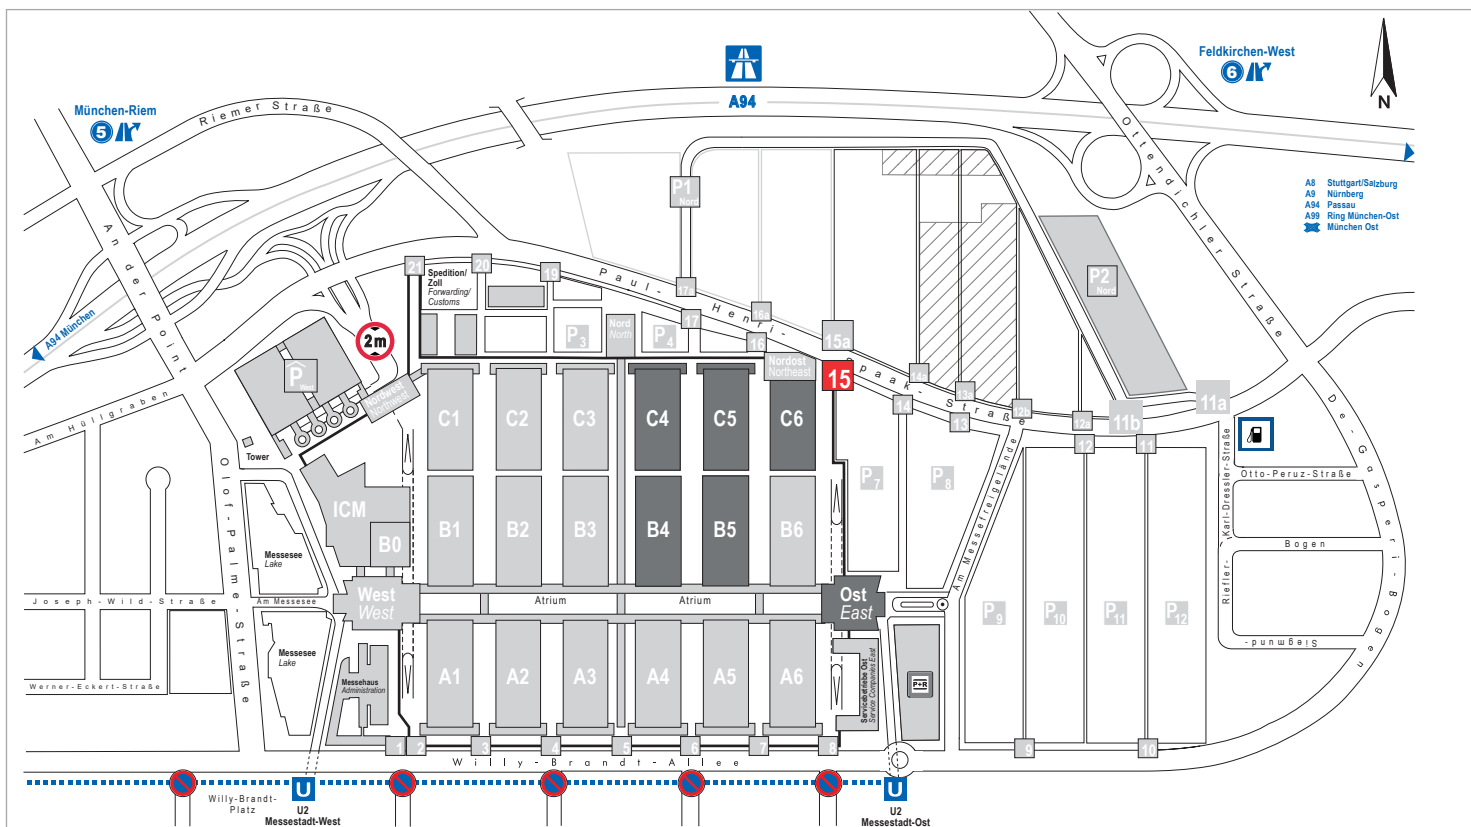 Feldkirchen-West
6
München-Riem
5
A94
N
Riemer Straße
Ottendichler Straße
A8 Stuttgart/Salzburg
A9 Nürnberg
A94 Passau
A99 Ring München-Ost
München Ost
An der Point
A94 München
P1
Nord
P2
Nord
21
20
19
Spedition/
Zoll
Forwarding/
Customs
Paul-Henri-Spaak-Straße
17a
16a
15a
17
16
15
14a
14
13a
13
12b
12a
12
11b
11a
11
P3
Nord
North
P4
Nordost
Northeast
2m
P
West
Nordwest
Northwest
Am Hüllgraben
Tower
Olof-Palme-Straße
C1
C2
C3
C4
C5
C6
ICM
B0
B1
B2
B3
B4
B5
B6
P7
P8
Am Messefreigelände
Karl-Dressler-Straße
Otto-Peruz-Straße
De-Gasperi-Bogen
Bogen
Riefler-
Siegmund-
Messesee
Lake
Joseph-Wild-Straße
Am Messesee
West
West
Atrium
Atrium
Ost
East
P9
P10
P11
P12
Messesee
Lake
Werner-Eckert-Straße
Messehaus
Administration
A1
A2
A3
A4
A5
A6
Servicebetriebe Ost
Service Companies East
P+R
1
2
3
4
5
6
7
8
9
10
Willy-Brandt-Allee
Willy-Brandt-
Platz
U
U2
Messestadt-West
U
U2
Messestadt-Ost